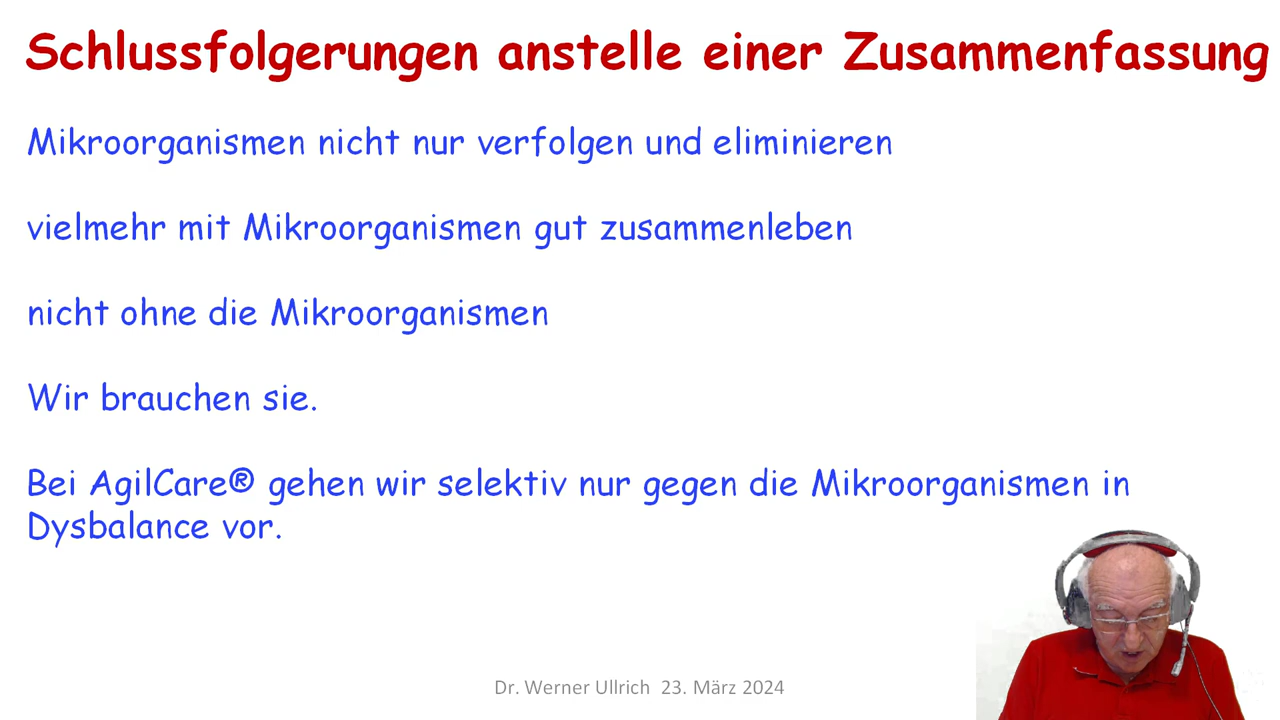 Schlussfolgerungen anstelle einer Zusammenfassung
Mikroorganismen nicht nur verfolgen und eliminieren
vielmehr mit Mikroorganismen gut zusammenleben
nicht ohne die Mikroorganismen
Wir brauchen sie.
Bei AgilCare® gehen wir selektiv nur gegen die Mikroorganismen in
Dysbalance vor.
Dr. Werner Ullrich 23. März 2024